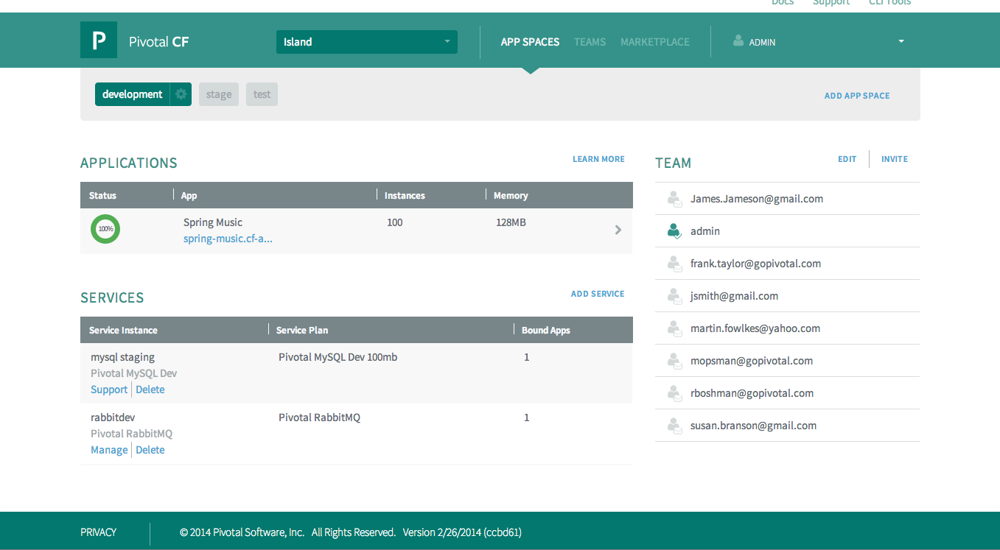 Docs Support CLI Tools
P Pivotal CF Island APP SPACES TEAMS MARKETPLACE ADMIN
development stage test ADD APP SPACE
APPLICATIONS LEARN MORE
Status App Instances Memory
100% Spring Music 100 128MB
spring-music.cf-a...
SERVICES ADD SERVICE
Service Instance Service Plan Bound Apps
mysql staging Pivotal MySQL Dev 100mb 1
Pivotal MySQL Dev
Support Delete
rabbitdev Pivotal RabbitMQ 1
Pivotal RabbitMQ
Manage Delete
TEAM EDIT INVITE
James.Jameson@gmail.com
admin
frank.taylor@gopivotal.com
jsmith@gmail.com
martin.fowlkes@yahoo.com
mopsman@gopivotal.com
rboshman@gopivotal.com
susan.branson@gmail.com
PRIVACY © 2014 Pivotal Software, Inc. All Rights Reserved. Version 2/26/2014 (ccbd61)